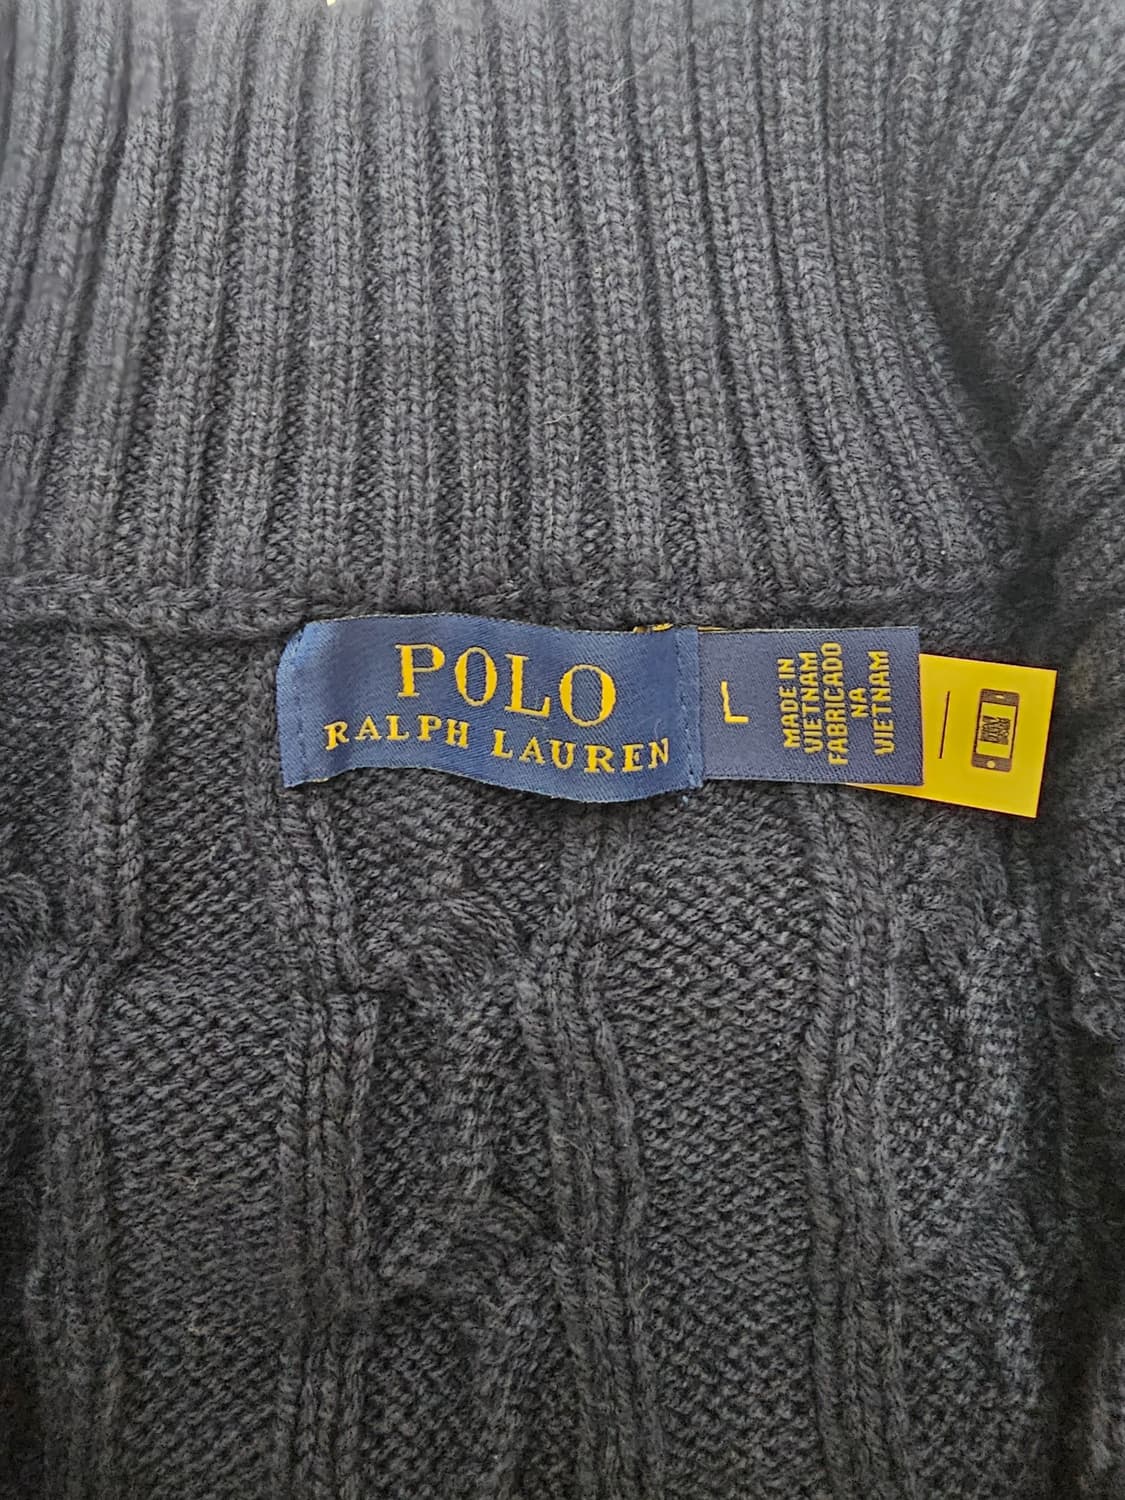 POLO
RALPH LAUREN
L
MADE IN
VIETNAM
FABRICADO
NA
VIETNAM